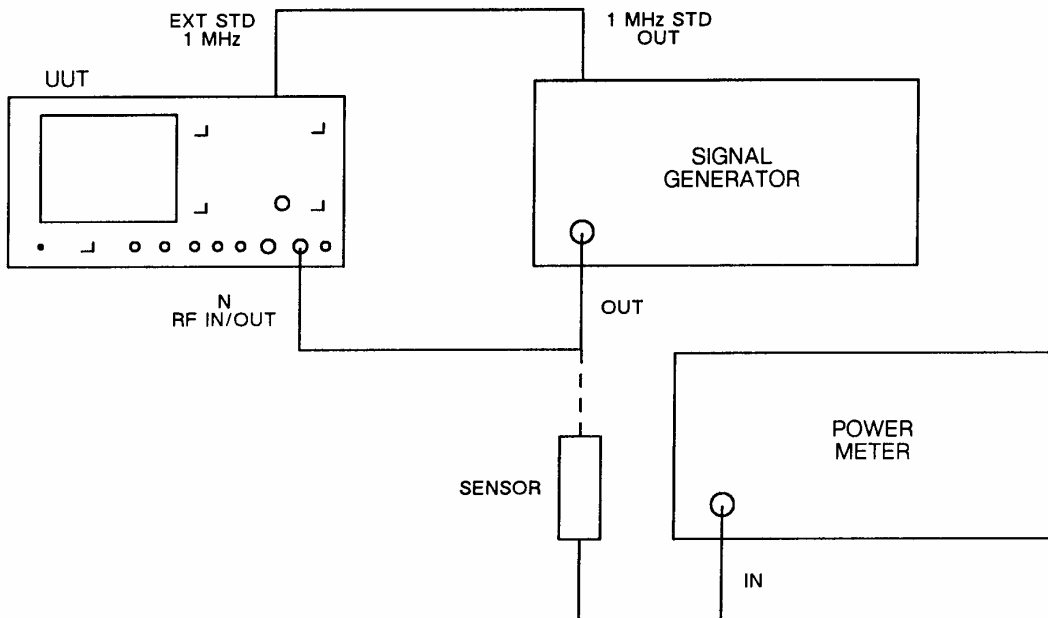 EXT STD
1 MHz
1 MHz STD
OUT
UUT
SIGNAL
GENERATOR
N
RF IN/OUT
OUT
POWER
METER
SENSOR
IN